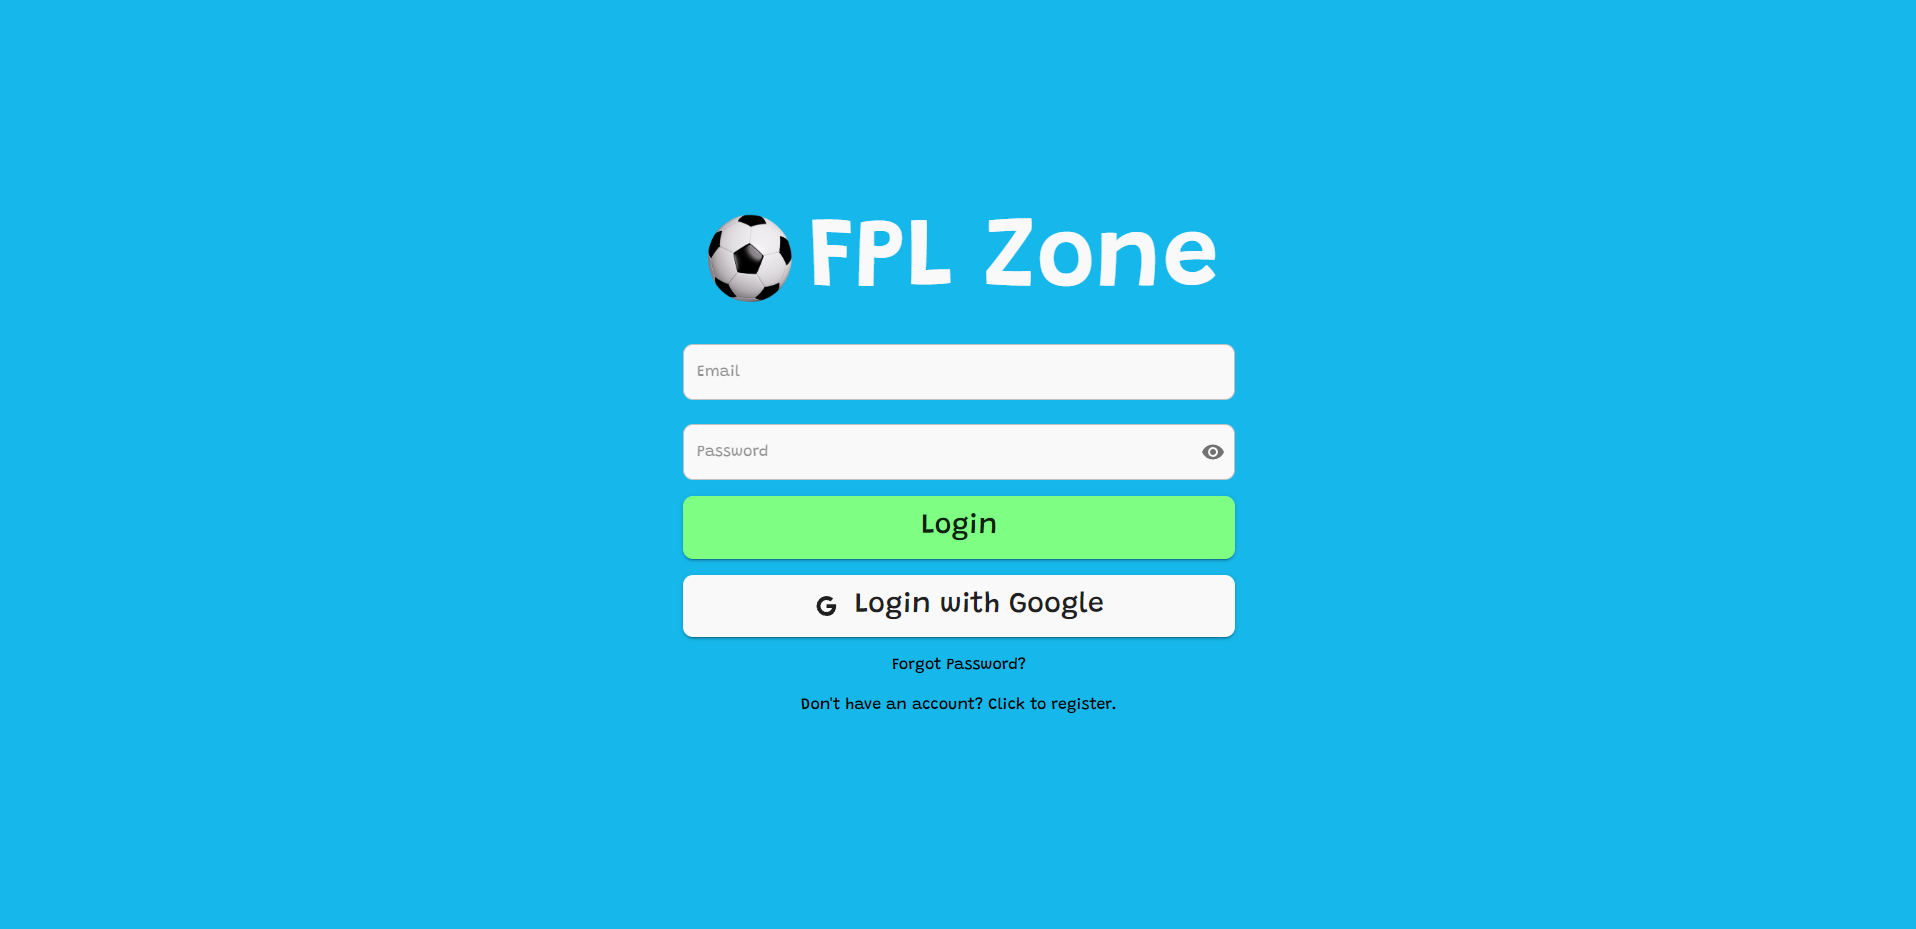 FPL Zone
Email
Password
Login
Login with Google
Forgot Password?
Don't have an account? Click to register.